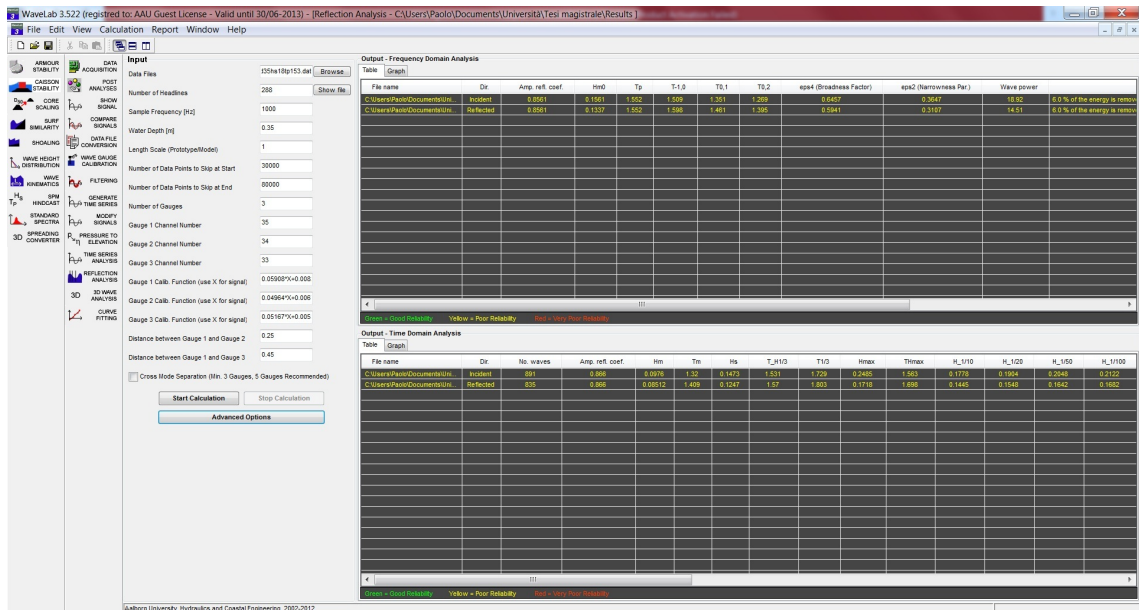 WaveLab 3.522 (registred to: AAU Guest License - Valid until 30/06-2013) - [Reflection Analysis - C:\Users\Paolo\Documents\Università\Tesi magistrale\Results ]
File Edit View Calculation Report Window Help
ARMOUR STABILITY
CAISSON STABILITY
CORE SCALING
SURF SIMILARITY
SHOALING
WAVE HEIGHT DISTRIBUTION
WAVE KINEMATICS
SPM HINDCAST
STANDARD SPECTRA
3D SPREADING CONVERTER
DATA ACQUISITION
POST ANALYSES
SHOW SIGNAL
COMPARE SIGNALS
DATA FILE CONVERSION
WAVE GAUGE CALIBRATION
FILTERING
GENERATE TIME SERIES
MODIFY SIGNALS
PRESSURE TO ELEVATION
TIME SERIES ANALYSIS
REFLECTION ANALYSIS
3D 3D WAVE ANALYSIS
CURVE FITTING
Input
Data Files t35hs18tp153.dat Browse
Number of Headlines 288 Show file
Sample Frequency [Hz] 1000
Water Depth [m] 0.35
Length Scale (Prototype/Model) 1
Number of Data Points to Skip at Start 30000
Number of Data Points to Skip at End 80000
Number of Gauges 3
Gauge 1 Channel Number 35
Gauge 2 Channel Number 34
Gauge 3 Channel Number 33
Gauge 1 Calib. Function (use X for signal) 0.05908*X+0.008
Gauge 2 Calib. Function (use X for signal) 0.04964*X+0.006
Gauge 3 Calib. Function (use X for signal) 0.05167*X+0.005
Distance between Gauge 1 and Gauge 2 0.25
Distance between Gauge 1 and Gauge 3 0.45
Cross Mode Separation (Min. 3 Gauges, 5 Gauges Recommended)
Start Calculation Stop Calculation
Advanced Options
Output - Frequency Domain Analysis
Table Graph
File name Dir. Amp. refl. coef. Hm0 Tp T-1,0 T0,1 T0,2 eps4 (Broadness Factor) eps2 (Narrowness Par.) Wave power
C:\Users\Paolo\Documents\Uni... Incident 0.8561 0.1561 1.552 1.509 1.351 1.269 0.6457 0.3647 18.92 6.0 % of the energy is remov
C:\Users\Paolo\Documents\Uni... Reflected 0.8561 0.1337 1.552 1.598 1.461 1.395 0.5941 0.3107 14.51 6.0 % of the energy is remov
Green = Good Reliability Yellow = Poor Reliability Red = Very Poor Reliability
Output - Time Domain Analysis
Table Graph
File name Dir. No. waves Amp. refl. coef. Hm Tm Hs T_H1/3 T1/3 Hmax THmax H_1/10 H_1/20 H_1/50 H_1/100
C:\Users\Paolo\Documents\Uni... Incident 891 0.866 0.0976 1.32 0.1473 1.531 1.729 0.2485 1.563 0.1778 0.1904 0.2048 0.2122
C:\Users\Paolo\Documents\Uni... Reflected 835 0.866 0.08512 1.409 0.1247 1.57 1.803 0.1718 1.698 0.1445 0.1548 0.1642 0.1682
Green = Good Reliability Yellow = Poor Reliability Red = Very Poor Reliability
Aalborg University, Hydraulics and Coastal Engineering, 2002-2012